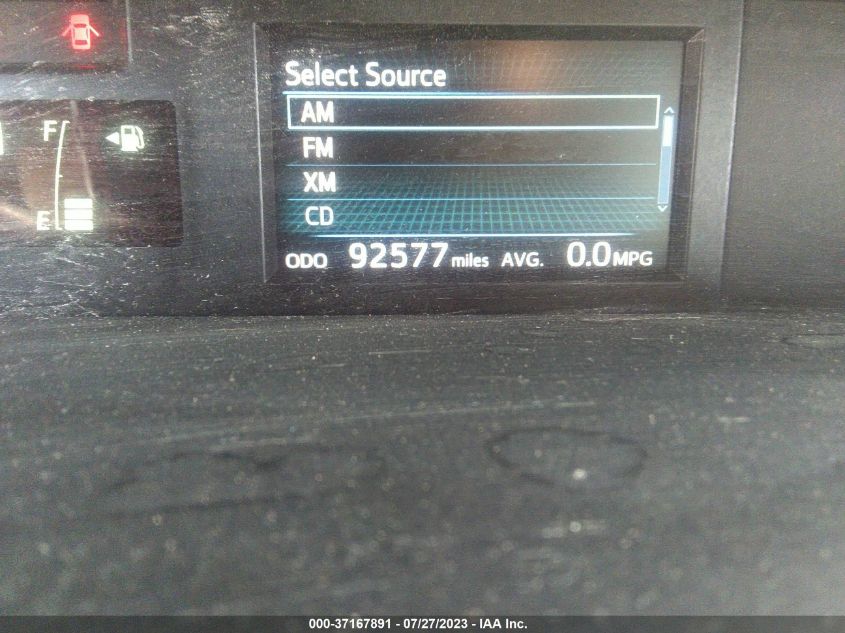 Select Source
AM
FM
XM
CD
F
E
ODO 92577 miles AVG. 0.0 MPG
000-37167891 - 07/27/2023 - IAA Inc.